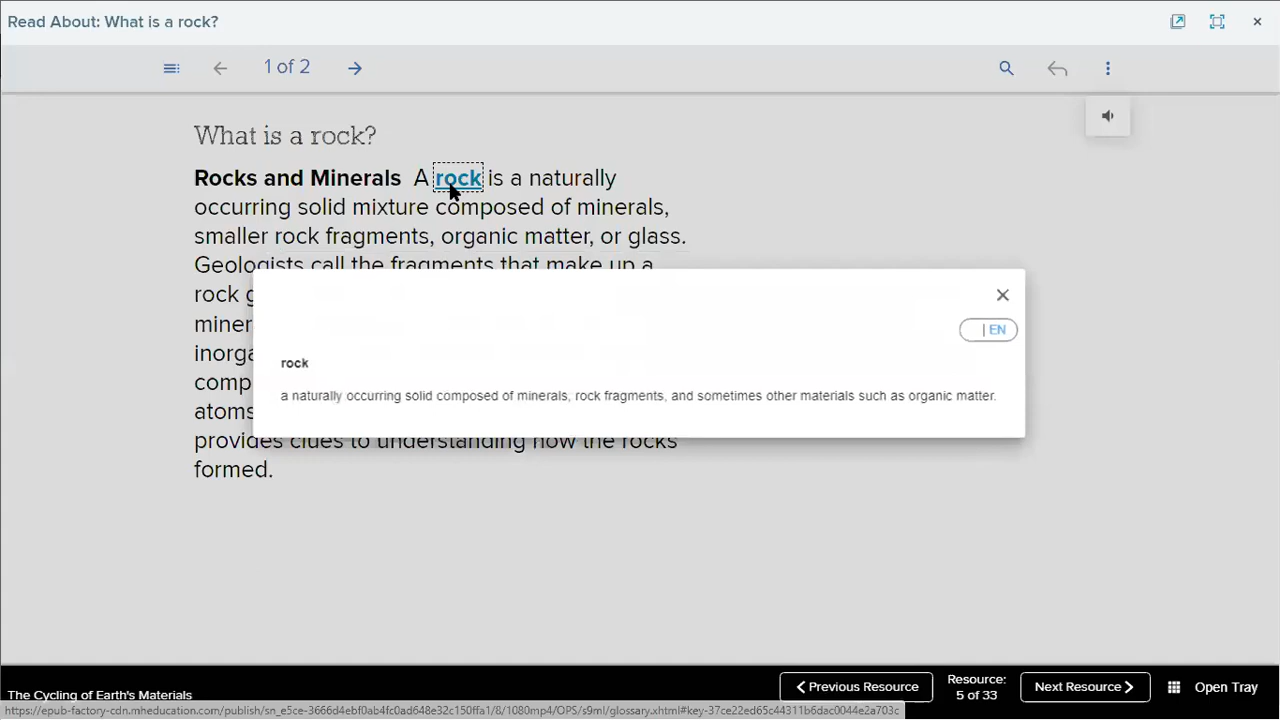 Read About: What is a rock?
1 of 2
What is a rock?
Rocks and Minerals A rock is a naturally
occurring solid mixture composed of minerals,
smaller rock fragments, organic matter, or glass.
Geologists call the fragments that make up a
rock
miner
inorga
comp
atoms
provides clues to understanding how the rocks
formed.
| EN
rock
a naturally occurring solid composed of minerals, rock fragments, and sometimes other materials such as organic matter.
The Cycling of Earth's Materials
Previous Resource
Resource:
5 of 33
Next Resource
Open Tray
https://epub-factory-cdn.mheducation.com/publish/sn_e5ce-3666d4ebf0ab4fc0ad648e32c150ffa1/8/1080mp4/OPS/s9ml/glossary.xhtml#key-37ce22ed65c44311b6dac0044e2a703c